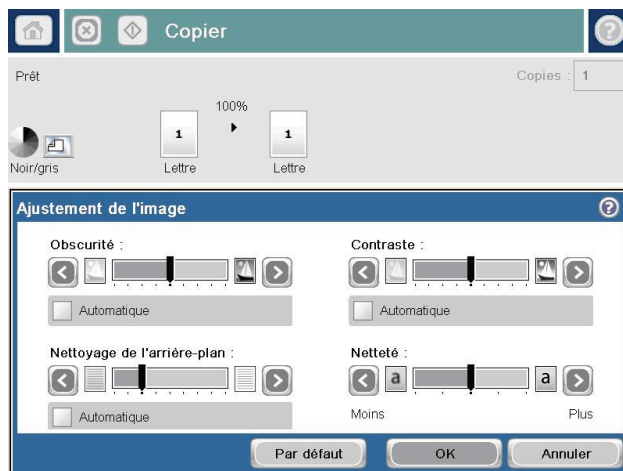 Copier
Prêt
Copies : 1
100%
1 1
Noir/gris Lettre Lettre
Ajustement de l'image
Obscurité : Contraste :
Automatique Automatique
Nettoyage de l'arrière-plan : Netteté :
a a
Moins Plus
Automatique
Par défaut OK Annuler